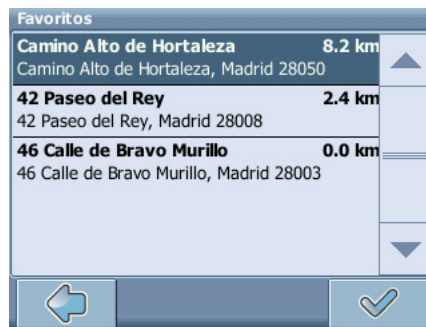 Favoritos
Camino Alto de Hortaleza 8.2 km
Camino Alto de Hortaleza, Madrid 28050
42 Paseo del Rey 2.4 km
42 Paseo del Rey, Madrid 28008
46 Calle de Bravo Murillo 0.0 km
46 Calle de Bravo Murillo, Madrid 28003